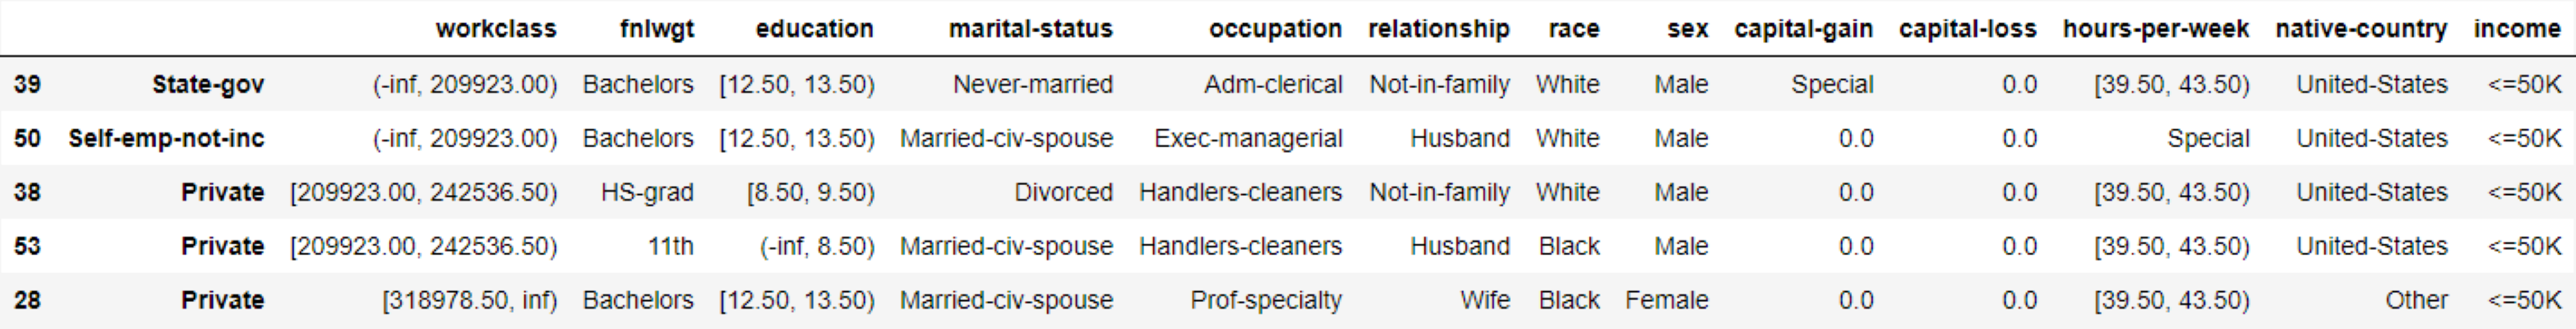 workclass fnlwgt education marital-status occupation relationship race sex capital-gain capital-loss hours-per-week native-country income
39 State-gov (-inf, 209923.00) Bachelors [12.50, 13.50) Never-married Adm-clerical Not-in-family White Male Special 0.0 [39.50, 43.50) United-States <=50K
50 Self-emp-not-inc (-inf, 209923.00) Bachelors [12.50, 13.50) Married-civ-spouse Exec-managerial Husband White Male 0.0 0.0 Special United-States <=50K
38 Private [209923.00, 242536.50) HS-grad [8.50, 9.50) Divorced Handlers-cleaners Not-in-family White Male 0.0 0.0 [39.50, 43.50) United-States <=50K
53 Private [209923.00, 242536.50) 11th (-inf, 8.50) Married-civ-spouse Handlers-cleaners Husband Black Male 0.0 0.0 [39.50, 43.50) United-States <=50K
28 Private [318978.50, inf) Bachelors [12.50, 13.50) Married-civ-spouse Prof-specialty Wife Black Female 0.0 0.0 [39.50, 43.50) Other <=50K